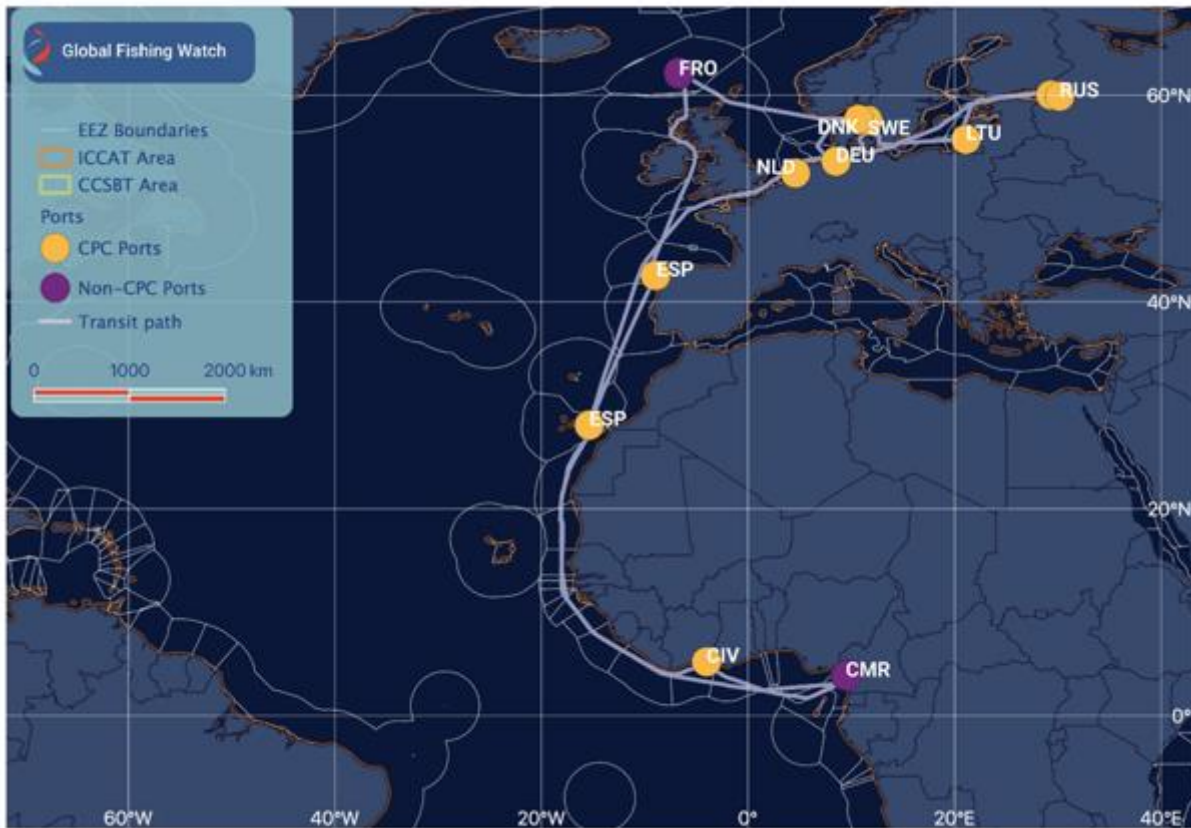 Global Fishing Watch
EEZ Boundaries
ICCAT Area
CCSBT Area
Ports
CPC Ports
Non-CPC Ports
Transit path
0 1000 2000 km
FRO
60°N
RUS
DNK
SWE
LTU
NLD
DEU
ESP
40°N
ESP
20°N
CIV
CMR
0°
60°W 40°W 20°W 0° 20°E 40°E